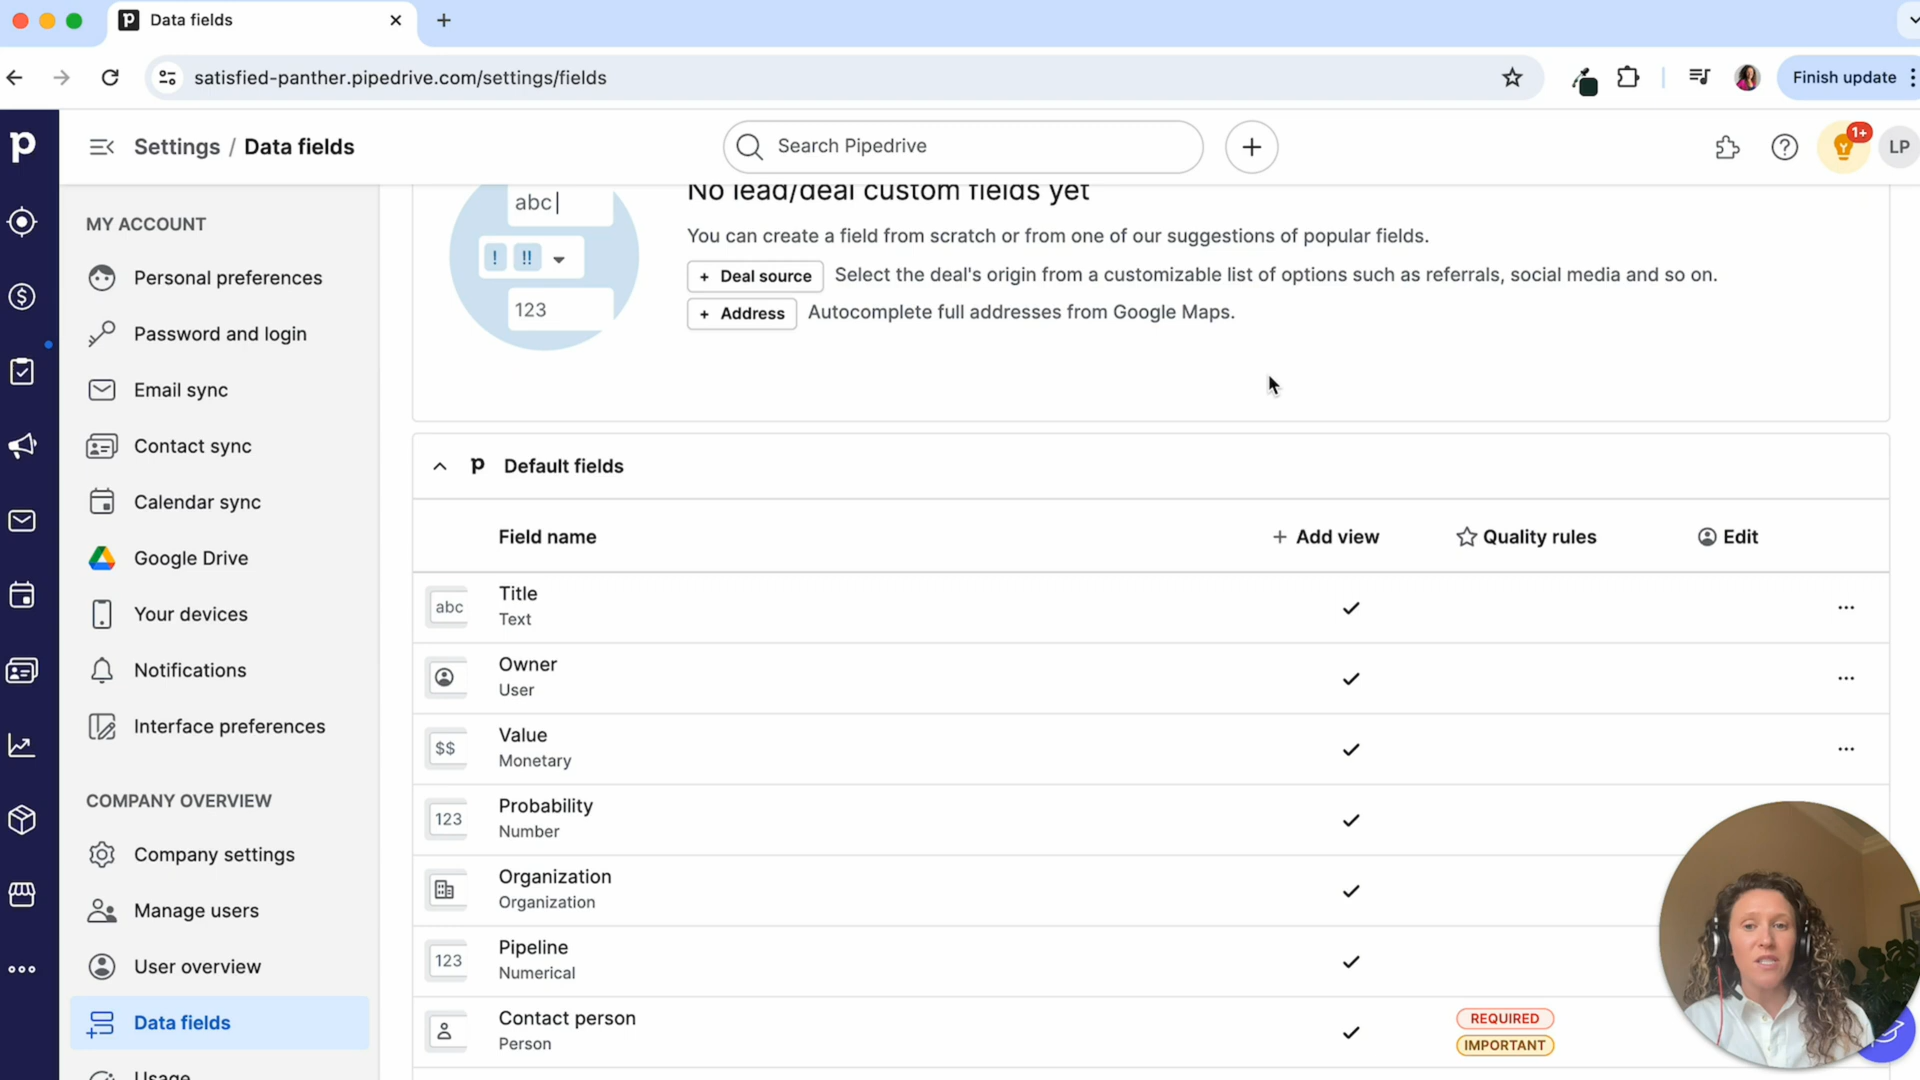 Data fields
satisfied-panther.pipedrive.com/settings/fields
Finish update
Settings / Data fields
Search Pipedrive
1+
LP
MY ACCOUNT
Personal preferences
Password and login
Email sync
Contact sync
Calendar sync
Google Drive
Your devices
Notifications
Interface preferences
COMPANY OVERVIEW
Company settings
Manage users
User overview
Data fields
Usage
abc
! !!
123
No lead/deal custom fields yet
You can create a field from scratch or from one of our suggestions of popular fields.
+ Deal source Select the deal's origin from a customizable list of options such as referrals, social media and so on.
+ Address Autocomplete full addresses from Google Maps.
Default fields
Field name + Add view Quality rules Edit
abc Title
Text
Owner
User
$$ Value
Monetary
123 Probability
Number
Organization
Organization
123 Pipeline
Numerical
Contact person
Person
REQUIRED
IMPORTANT